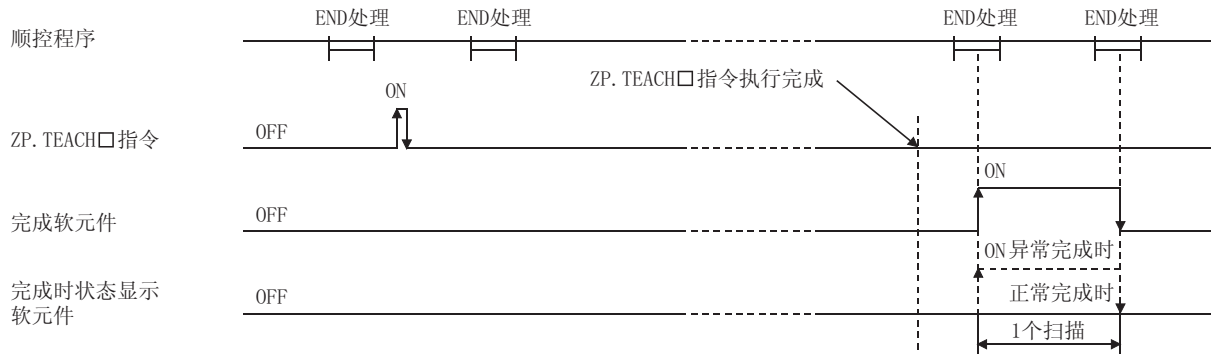 END处理 END处理 END处理 END处理
顺控程序
ZP.TEACH□指令执行完成
ON
OFF
ZP.TEACH□指令
ON
OFF
完成软元件
ON 异常完成时
完成时状态显示
软元件
OFF
正常完成时
1个扫描